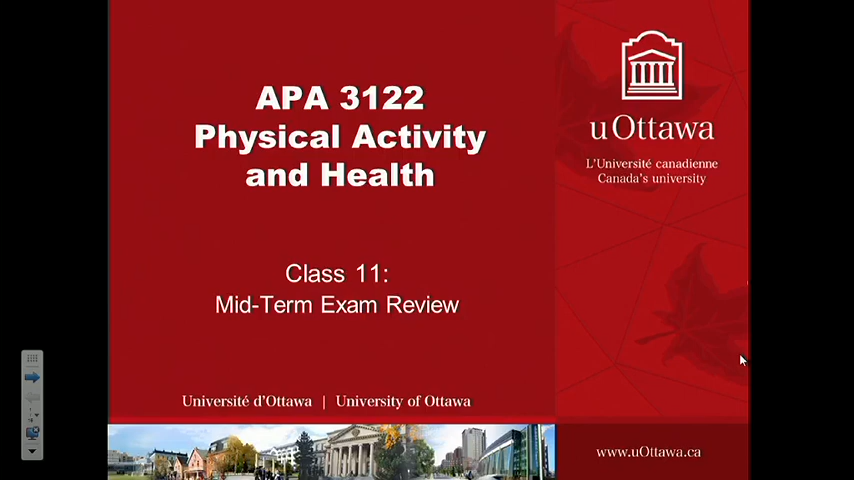 APA 3122
Physical Activity
and Health
Class 11:
Mid-Term Exam Review
Université d'Ottawa | University of Ottawa
uOttawa
L'Université canadienne
Canada's university
www.uOttawa.ca